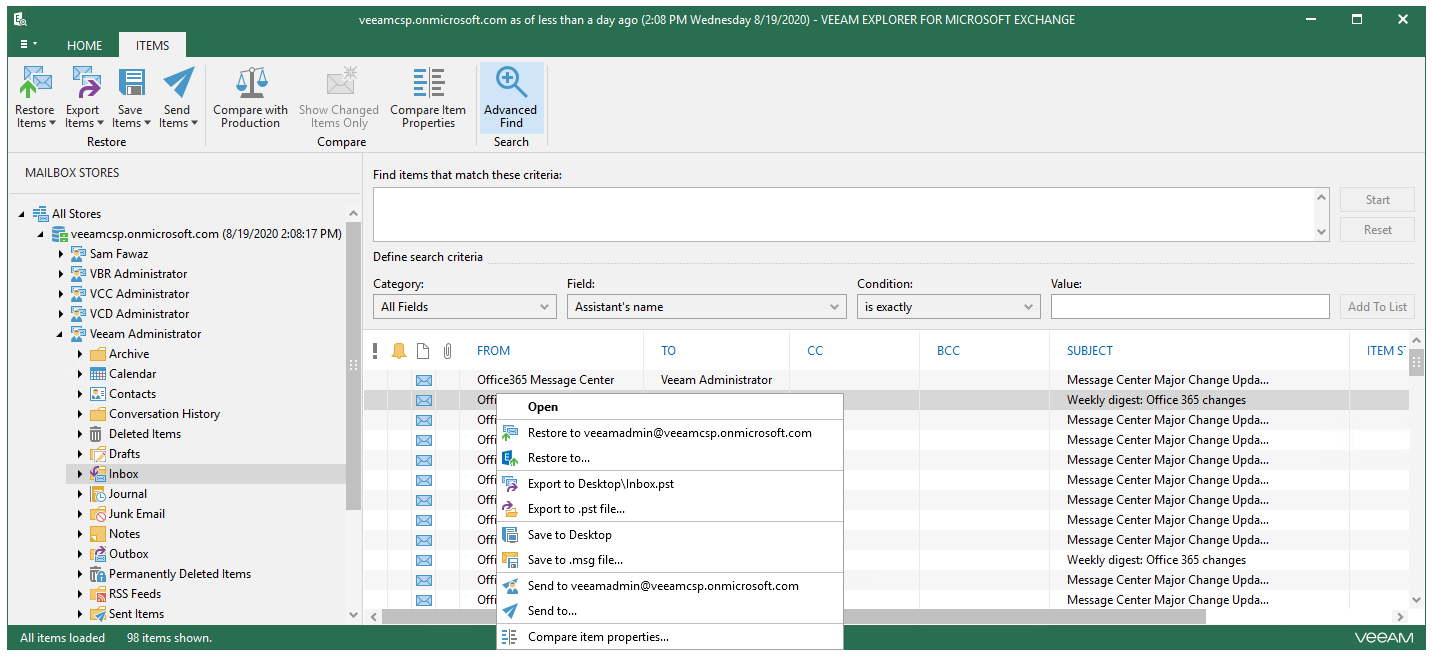 veeamcsp.onmicrosoft.com as of less than a day ago (2:08 PM Wednesday 8/19/2020) - VEEAM EXPLORER FOR MICROSOFT EXCHANGE
HOME ITEMS
Restore Items
Export Items
Save Items
Send Items
Compare with Production
Show Changed Items Only
Compare Item Properties
Advanced Find
Restore Compare Search
MAILBOX STORES
All Stores
veeamcsp.onmicrosoft.com (8/19/2020 2:08:17 PM)
Sam Fawaz
VBR Administrator
VCC Administrator
VCD Administrator
Veeam Administrator
Archive
Calendar
Contacts
Conversation History
Deleted Items
Drafts
Inbox
Journal
Junk Email
Notes
Outbox
Permanently Deleted Items
RSS Feeds
Sent Items
Find items that match these criteria:
Start
Reset
Define search criteria
Category: Field: Condition: Value:
All Fields Assistant's name is exactly Add To List
FROM TO CC BCC SUBJECT ITEM ST
Office365 Message Center Veeam Administrator Message Center Major Change Upda...
Offi Weekly digest: Office 365 changes
Offi Message Center Major Change Upda...
Offi Message Center Major Change Upda...
Offi Message Center Major Change Upda...
Offi Message Center Major Change Upda...
Offi Message Center Major Change Upda...
Offi Message Center Major Change Upda...
Offi Message Center Major Change Upda...
Offi Weekly digest: Office 365 changes
Offi Message Center Major Change Upda...
Offi Message Center Major Change Upda...
Open
Restore to veeamadmin@veeamcsp.onmicrosoft.com
Restore to...
Export to Desktop\Inbox.pst
Export to .pst file...
Save to Desktop
Save to .msg file...
Send to veeamadmin@veeamcsp.onmicrosoft.com
Send to...
Compare item properties...
All items loaded 98 items shown. VEEAM